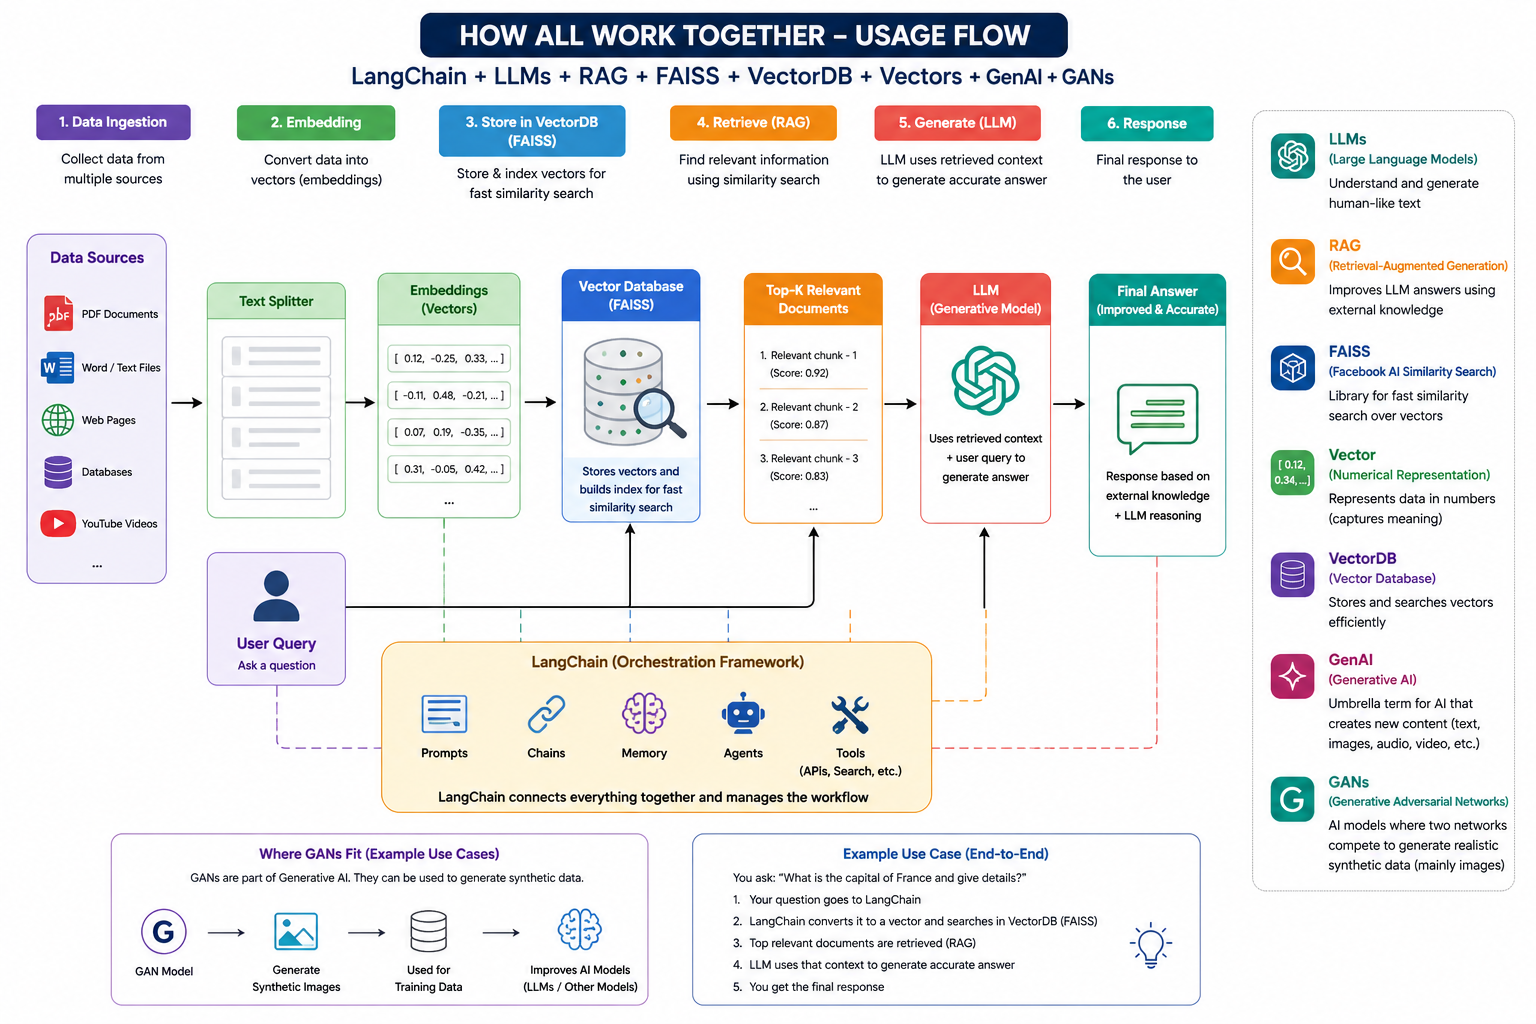 HOW ALL WORK TOGETHER – USAGE FLOW
LangChain + LLMs + RAG + FAISS + VectorDB + Vectors + GenAI + GANs
1. Data Ingestion
Collect data from
multiple sources
2. Embedding
Convert data into
vectors (embeddings)
3. Store in VectorDB
(FAISS)
Store & index vectors for
fast similarity search
4. Retrieve (RAG)
Find relevant information
using similarity search
5. Generate (LLM)
LLM uses retrieved context
to generate accurate answer
6. Response
Final response to
the user
Data Sources
pbF
PDF Documents
W
Word / Text Files
Web Pages
Databases
YouTube Videos
...
Text Splitter
Embeddings
(Vectors)
[ 0.12, -0.25, 0.33, ... ]
[ -0.11, 0.48, -0.21, ... ]
[ 0.07, 0.19, -0.35, ... ]
[ 0.31, -0.05, 0.42, ... ]
...
Vector Database
(FAISS)
Stores vectors and
builds index for fast
similarity search
Top-K Relevant
Documents
1. Relevant chunk - 1
(Score: 0.92)
2. Relevant chunk - 2
(Score: 0.87)
3. Relevant chunk - 3
(Score: 0.83)
...
LLM
(Generative Model)
Uses retrieved context
+ user query to
generate answer
Final Answer
(Improved & Accurate)
Response based on
external knowledge
+ LLM reasoning
User Query
Ask a question
LangChain (Orchestration Framework)
Prompts
Chains
Memory
Agents
Tools
(APIs, Search, etc.)
LangChain connects everything together and manages the workflow
Where GANs Fit (Example Use Cases)
GANs are part of Generative AI. They can be used to generate synthetic data.
G
GAN Model
Generate
Synthetic Images
Used for
Training Data
Improves AI Models
(LLMs / Other Models)
Example Use Case (End-to-End)
You ask: “What is the capital of France and give details?”
1. Your question goes to LangChain
2. LangChain converts it to a vector and searches in VectorDB (FAISS)
3. Top relevant documents are retrieved (RAG)
4. LLM uses that context to generate accurate answer
5. You get the final response
LLMs
(Large Language Models)
Understand and generate
human-like text
RAG
(Retrieval-Augmented Generation)
Improves LLM answers using
external knowledge
FAISS
(Facebook AI Similarity Search)
Library for fast similarity
search over vectors
[ 0.12,
0.34, ...]
Vector
(Numerical Representation)
Represents data in numbers
(captures meaning)
VectorDB
(Vector Database)
Stores and searches vectors
efficiently
GenAI
(Generative AI)
Umbrella term for AI that
creates new content (text,
images, audio, video, etc.)
G
GANs
(Generative Adversarial Networks)
AI models where two networks
compete to generate realistic
synthetic data (mainly images)